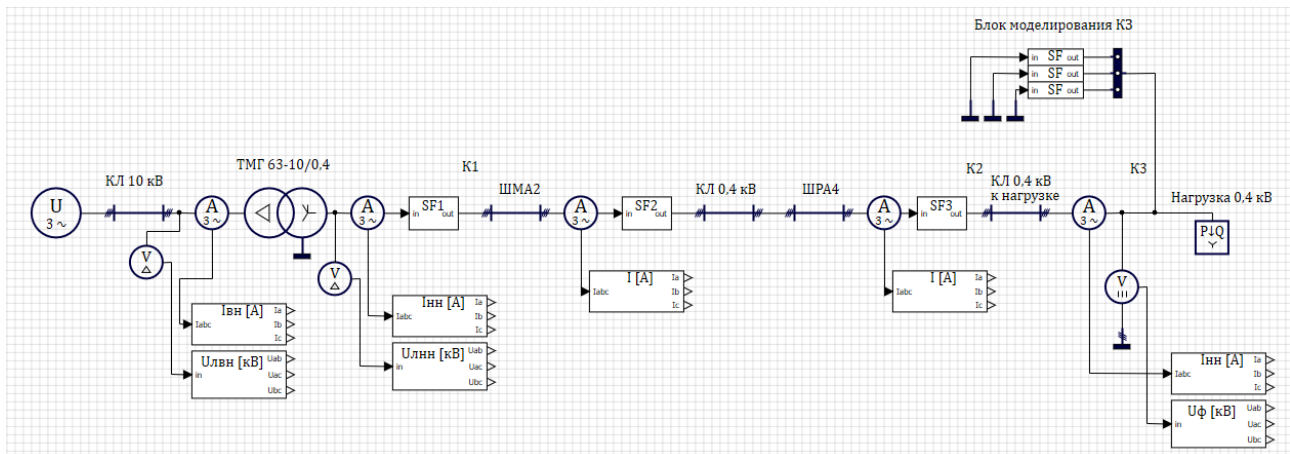 Блок моделирования КЗ
in SF out
in SF out
in SF out
ТМГ 63-10/0,4
К1
К2
К3
КЛ 10 кВ
ШМА2
КЛ 0,4 кВ
ШРА4
КЛ 0,4 кВ
к нагрузке
Нагрузка 0,4 кВ
U
3 ~
A
3 ~
A
3 ~
in SF1 out
A
3 ~
in SF2 out
A
3 ~
in SF3 out
A
3 ~
P↓Q
V
V
V
Iвн [А]
Iabc
Ia
Ib
Ic
Uлвн [кВ]
in
Uab
Uac
Ubc
Iнн [А]
Iabc
Ia
Ib
Ic
Uлнн [кВ]
in
Uab
Uac
Ubc
I [А]
Iabc
Ia
Ib
Ic
I [А]
Iabc
Ia
Ib
Ic
Iнн [А]
Iabc
Ia
Ib
Ic
Uф [кВ]
in
Uab
Uac
Ubc